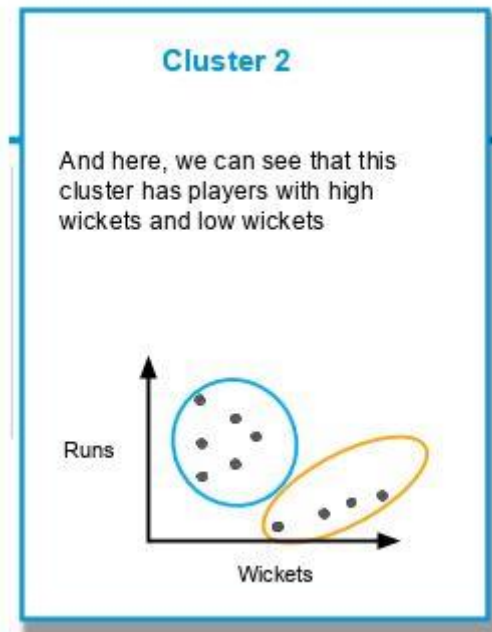 Cluster 2
And here, we can see that this
cluster has players with high
wickets and low wickets
Runs
Wickets